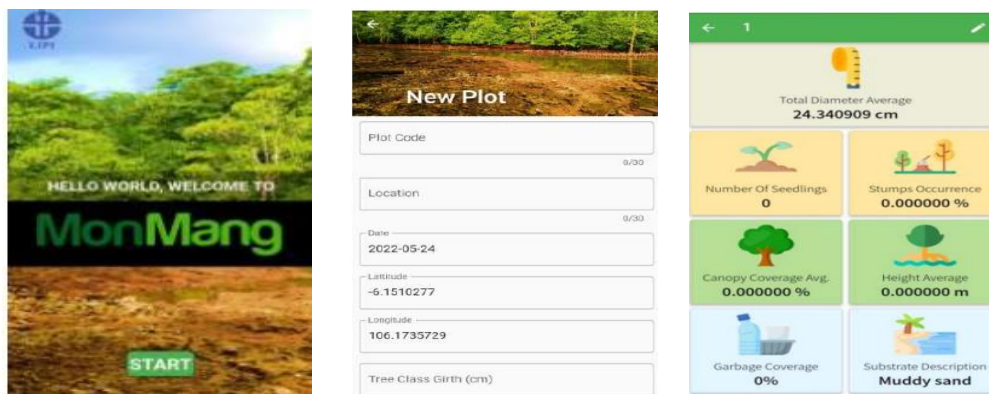 LIPI
HELLO WORLD, WELCOME TO
MonMang
START
New Plot
Plot Code
0/30
Location
0/30
Date
2022-05-24
Lattitude
-6.1510277
Longitude
106.1735729
Tree Class Girth (cm)
1
Total Diameter Average
24.340909 cm
Number Of Seedlings
0
Stumps Occurrence
0.000000 %
Canopy Coverage Avg.
0.000000 %
Height Average
0.000000 m
Garbage Coverage
0%
Substrate Description
Muddy sand